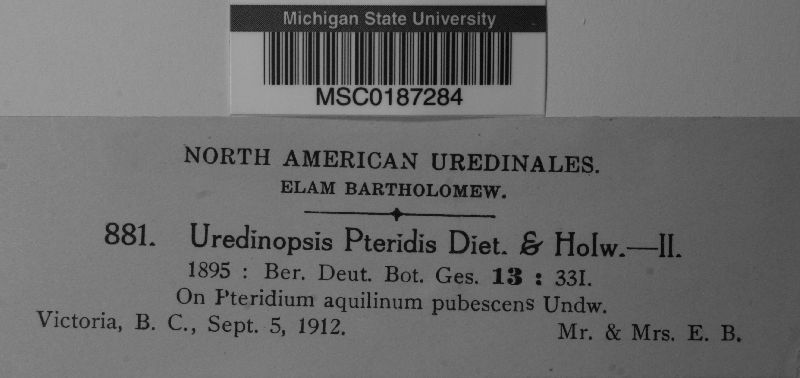 Michigan State University
MSC0187284
NORTH AMERICAN UREDINALES.
ELAM BARTHOLOMEW.
881. Uredinopsis Pteridis Diet. & Holw.—II.
1895 : Ber. Deut. Bot. Ges. 13 : 331.
On Pteridium aquilinum pubescens Undw.
Victoria, B. C., Sept. 5, 1912. Mr. & Mrs. E. B.